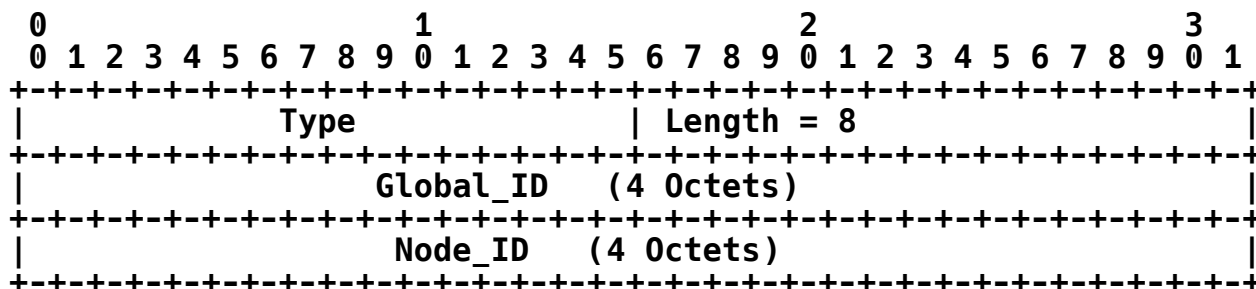 0                   1                   2                   3
 0 1 2 3 4 5 6 7 8 9 0 1 2 3 4 5 6 7 8 9 0 1 2 3 4 5 6 7 8 9 0 1
+-+-+-+-+-+-+-+-+-+-+-+-+-+-+-+-+-+-+-+-+-+-+-+-+-+-+-+-+-+-+-+-+
|             Type              | Length = 8                    |
+-+-+-+-+-+-+-+-+-+-+-+-+-+-+-+-+-+-+-+-+-+-+-+-+-+-+-+-+-+-+-+-+
|                  Global_ID   (4 Octets)                       |
+-+-+-+-+-+-+-+-+-+-+-+-+-+-+-+-+-+-+-+-+-+-+-+-+-+-+-+-+-+-+-+-+
|                   Node_ID   (4 Octets)                        |
+-+-+-+-+-+-+-+-+-+-+-+-+-+-+-+-+-+-+-+-+-+-+-+-+-+-+-+-+-+-+-+-+